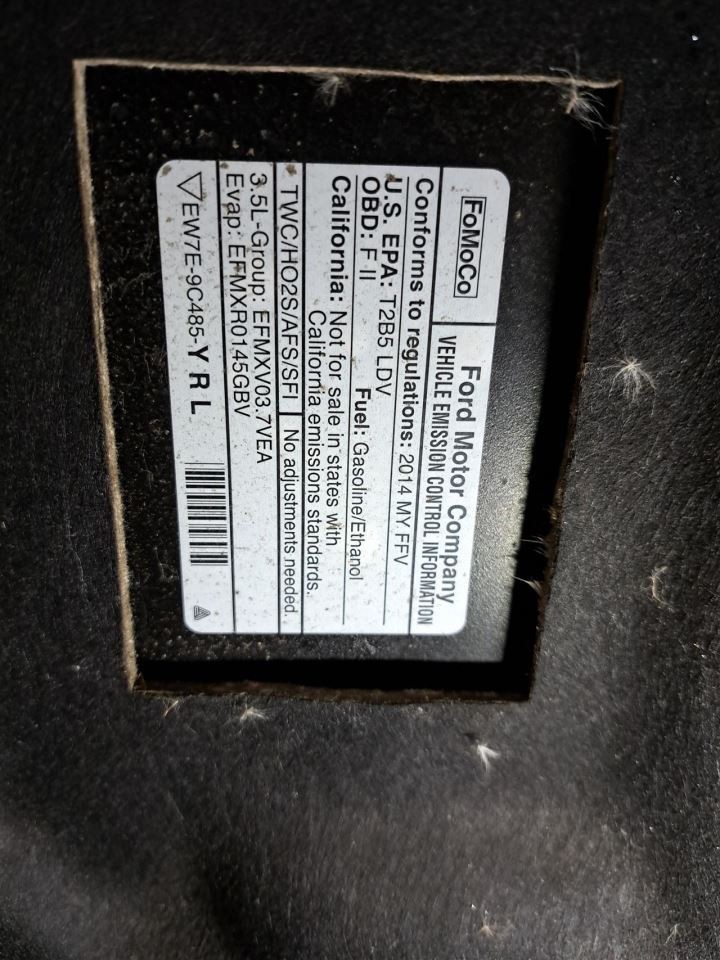 FoMoCo
Ford Motor Company
VEHICLE EMISSION CONTROL INFORMATION
Conforms to regulations: 2014 MY FFV
U.S. EPA: T2B5 LDV
OBD: F II Fuel: Gasoline/Ethanol
California: Not for sale in states with
California emissions standards.
TWC/HO2S/AFS/SFI No adjustments needed.
3.5L-Group: EFMXV03.7VEA
Evap: EFMXR0145GBV
EW7E-9C485-Y R L